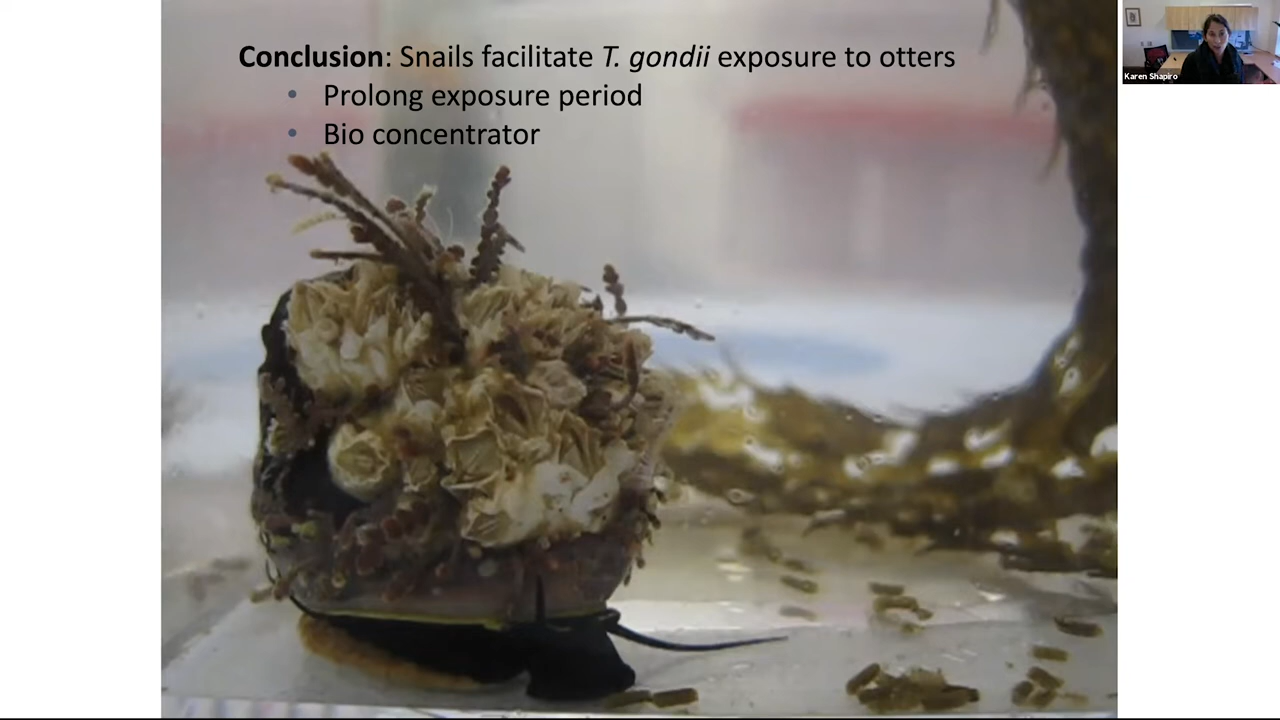 Conclusion: Snails facilitate T. gondii exposure to otters
• Prolong exposure period
• Bio concentrator
Karen Shapiro